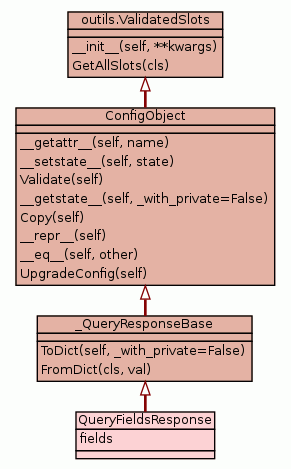 outils.ValidatedSlots
__init__(self, **kwargs)
GetAllSlots(cls)
ConfigObject
__getattr__(self, name)
__setstate__(self, state)
Validate(self)
__getstate__(self, _with_private=False)
Copy(self)
__repr__(self)
__eq__(self, other)
UpgradeConfig(self)
_QueryResponseBase
ToDict(self, _with_private=False)
FromDict(cls, val)
QueryFieldsResponse
fields